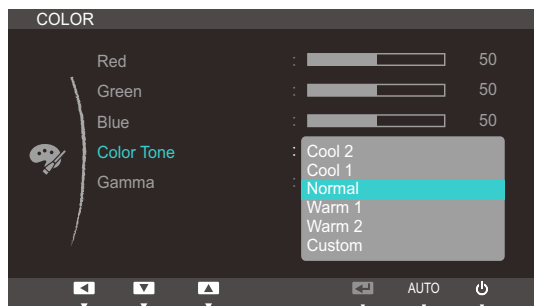 COLOR
Red : 50
Green : 50
Blue : 50
Color Tone : Cool 2
Cool 1
Gamma : Normal
Warm 1
Warm 2
Custom
AUTO